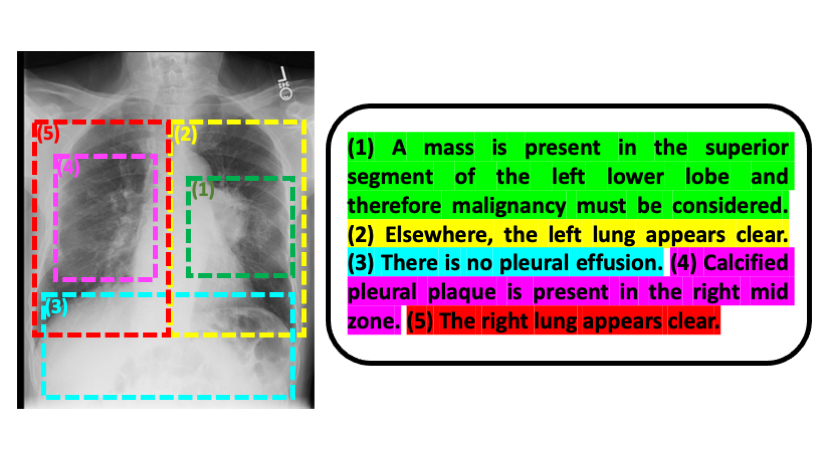 (5)
(2)
(1)
(3)
L
(1) A mass is present in the superior
segment of the left lower lobe and
therefore malignancy must be considered.
(2) Elsewhere, the left lung appears clear.
(3) There is no pleural effusion. (4) Calcified
pleural plaque is present in the right mid
zone. (5) The right lung appears clear.